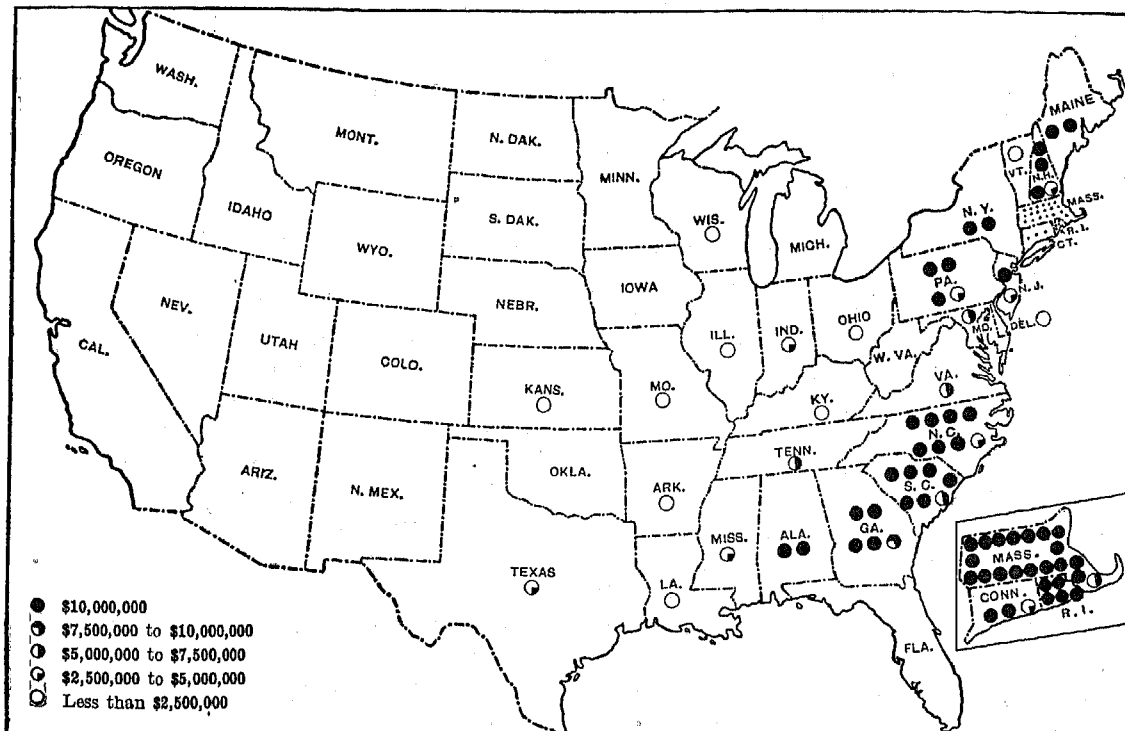 WASH.
OREGON
IDAHO
MONT.
N. DAK.
S. DAK.
WYO.
NEBR.
MINN.
WIS.
MICH.
IOWA
NEV.
UTAH
COLO.
CAL.
KANS.
MO.
ILL.
IND.
OHIO
KY.
W. VA.
VA.
ARIZ.
N. MEX.
OKLA.
ARK.
TENN.
N. C.
S. C.
GA.
ALA.
MISS.
LA.
TEXAS
FLA.
MAINE
VT.
N.H.
MASS.
R. I.
CT.
N. Y.
PA.
N. J.
MD.
DEL.
MASS.
CONN.
R. I.
$10,000,000
$7,500,000 to $10,000,000
$5,000,000 to $7,500,000
$2,500,000 to $5,000,000
Less than $2,500,000